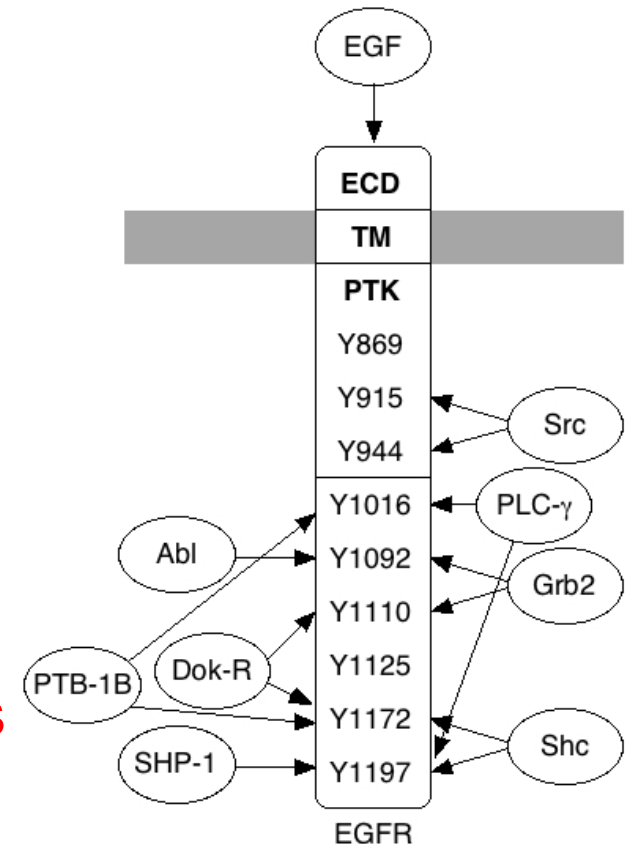 EGF
ECD
TM
PTK
Y869
Y915
Src
Y944
Y1016
PLC-γ
Abl
Y1092
Grb2
Y1110
Dok-R
Y1125
PTB-1B
s
Y1172
Shc
SHP-1
Y1197
EGFR